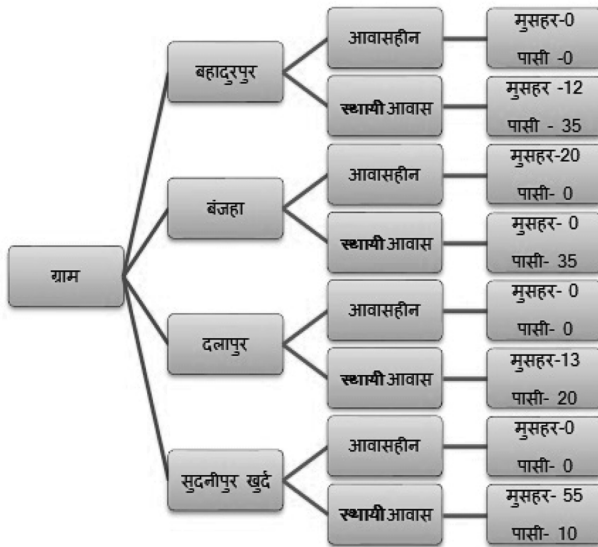 ग्राम
बहादुरपुर
आवासहीन
मुसहर-0
पासी -0
स्थायी आवास
मुसहर -12
पासी - 35
बंजहा
आवासहीन
मुसहर-20
पासी- 0
स्थायी आवास
मुसहर- 0
पासी- 35
दलापुर
आवासहीन
मुसहर- 0
पासी- 0
स्थायी आवास
मुसहर-13
पासी- 20
सुदनीपुर खुर्द
आवासहीन
मुसहर-0
पासी- 0
स्थायी आवास
मुसहर- 55
पासी- 10